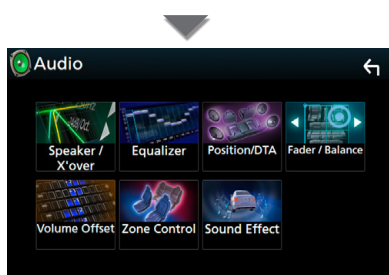 Audio
Speaker /
X'over
Equalizer
Position/DTA
Fader / Balance
Volume Offset
Zone Control
Sound Effect